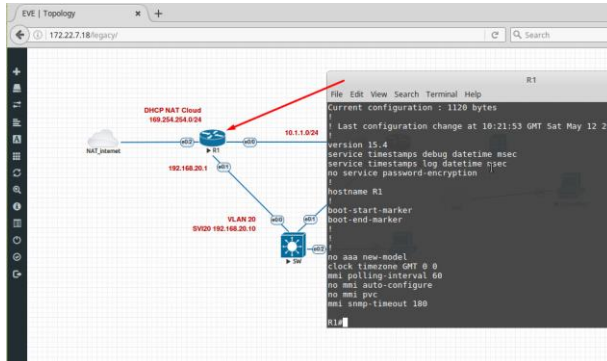 EVE | Topology
172.22.7.18/legacy/
Search
DHCP NAT Cloud
169.254.254.0/24
NAT_internet
e0/2
R1
e0/0
10.1.1.0/24
192.168.20.1
e0/1
VLAN 20
SVI20 192.168.20.10
e0/0
e0/1
SW
e0/2
R1
File Edit View Search Terminal Help
Current configuration : 1120 bytes
!
! Last configuration change at 10:21:53 GMT Sat May 12 2
!
version 15.4
service timestamps debug datetime msec
service timestamps log datetime msec
no service password-encryption
!
hostname R1
!
boot-start-marker
boot-end-marker
!
!
!
no aaa new-model
clock timezone GMT 0 0
mmi polling-interval 60
no mmi auto-configure
no mmi pvc
mmi snmp-timeout 180
R1#